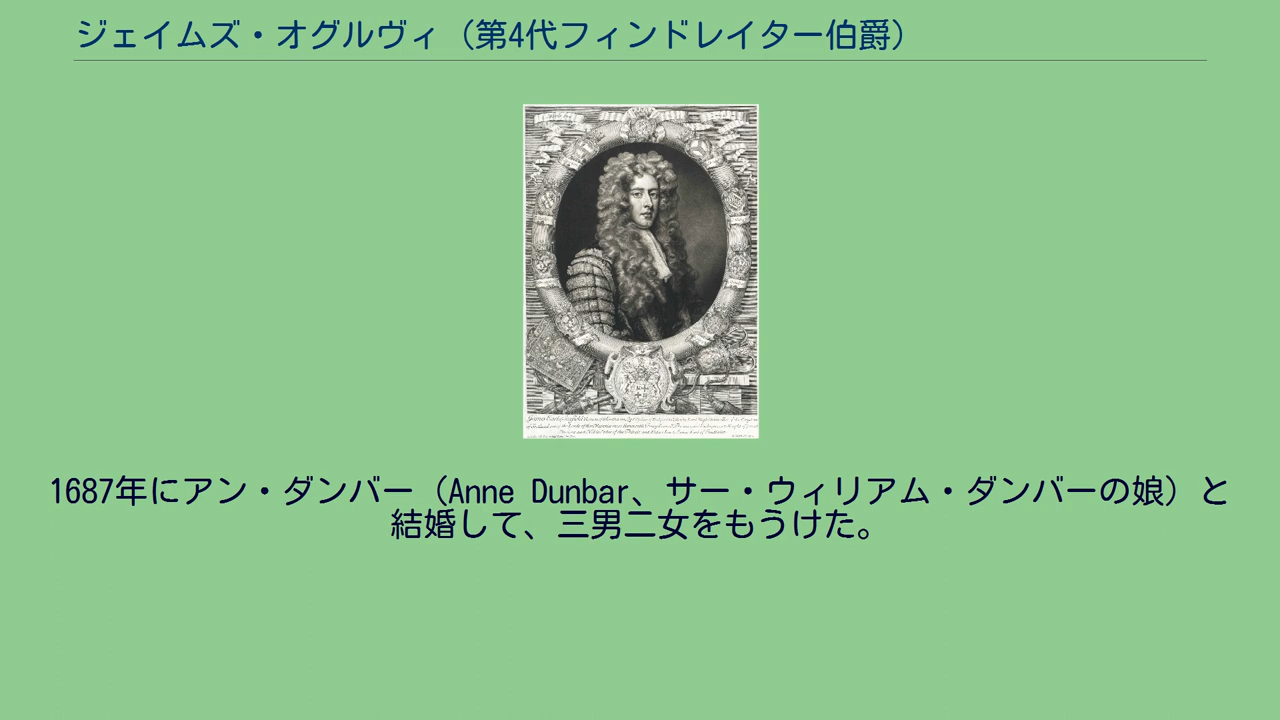 ジェイムズ・オグルヴィ（第4代フィンドレイター伯爵）
1687年にアン・ダンバー（Anne Dunbar、サー・ウィリアム・ダンバーの娘）と
結婚して、三男二女をもうけた。